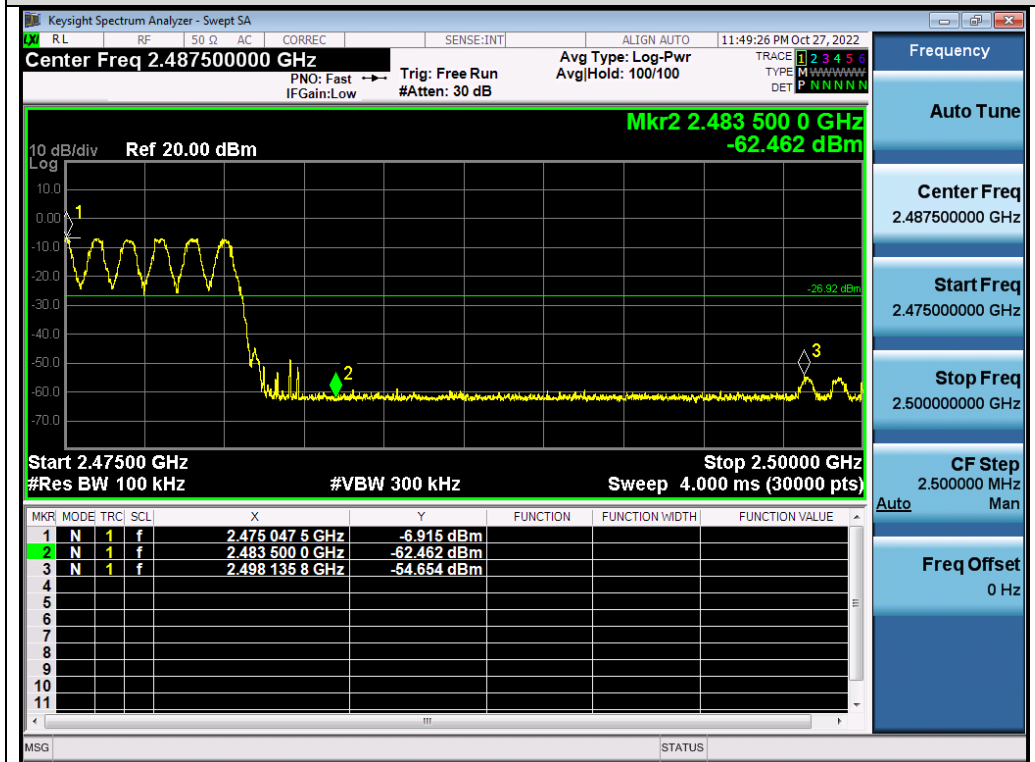 Keysight Spectrum Analyzer - Swept SA
LXI RL RF 50 Ω AC CORREC SENSE:INT ALIGN AUTO 11:49:26 PM Oct 27, 2022
Center Freq 2.487500000 GHz
PNO: Fast
IFGain:Low
Trig: Free Run
#Atten: 30 dB
Avg Type: Log-Pwr
Avg|Hold: 100/100
TRACE 1 2 3 4 5 6
TYPE M WWWWW
DET P N N N N N
Mkr2 2.483 500 0 GHz
-62.462 dBm
10 dB/div Ref 20.00 dBm
Log
10.0
0.00
-10.0
-20.0
-30.0
-40.0
-50.0
-60.0
-70.0
1
-26.92 dBm
2
3
Start 2.47500 GHz Stop 2.50000 GHz
#Res BW 100 kHz #VBW 300 kHz Sweep 4.000 ms (30000 pts)
MKR MODE TRC SCL X Y FUNCTION FUNCTION WIDTH FUNCTION VALUE
1 N 1 f 2.475 047 5 GHz -6.915 dBm
2 N 1 f 2.483 500 0 GHz -62.462 dBm
3 N 1 f 2.498 135 8 GHz -54.654 dBm
4
5
6
7
8
9
10
11
MSG STATUS
Frequency
Auto Tune
Center Freq
2.487500000 GHz
Start Freq
2.475000000 GHz
Stop Freq
2.500000000 GHz
CF Step
2.500000 MHz
Auto Man
Freq Offset
0 Hz